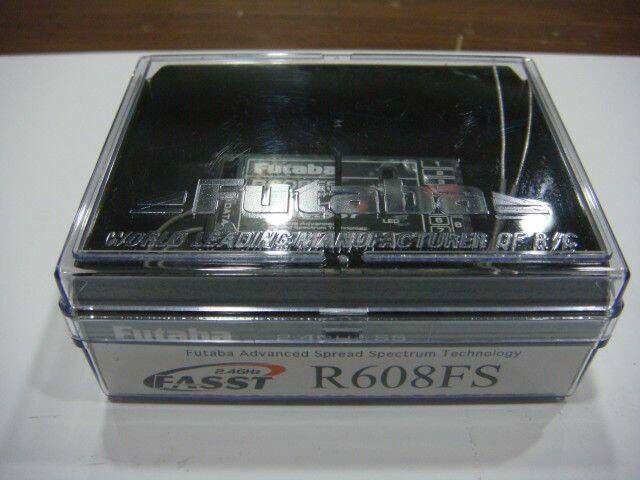 Futaba
Futaba
WORLD LEADING MANUFACTURER OF R/C
Futaba
Futaba Advanced Spread Spectrum Technology
2.4GHz
FASST
R608FS